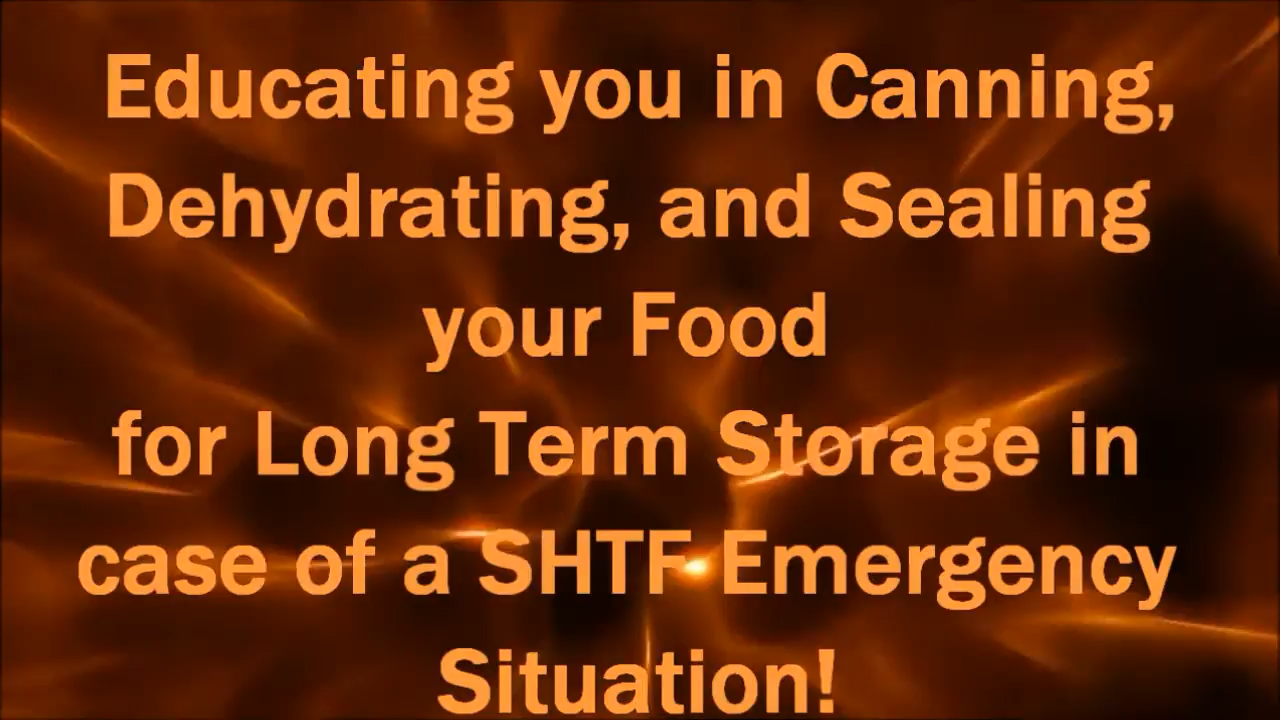 Educating you in Canning,
Dehydrating, and Sealing
your Food
for Long Term Storage in
case of a SHTF Emergency
Situation!